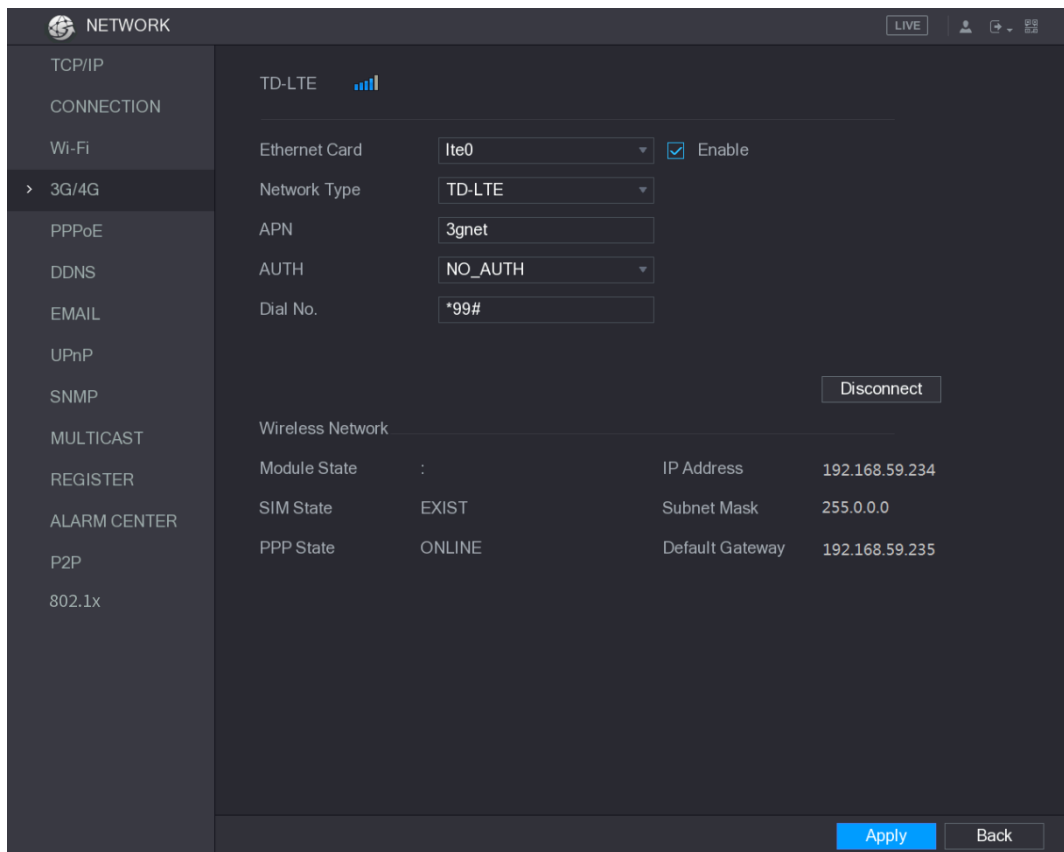 NETWORK
LIVE
TCP/IP
CONNECTION
Wi-Fi
3G/4G
PPPoE
DDNS
EMAIL
UPnP
SNMP
MULTICAST
REGISTER
ALARM CENTER
P2P
802.1x
TD-LTE
Ethernet Card lte0 Enable
Network Type TD-LTE
APN 3gnet
AUTH NO_AUTH
Dial No. *99#
Disconnect
Wireless Network
Module State : IP Address 192.168.59.234
SIM State EXIST Subnet Mask 255.0.0.0
PPP State ONLINE Default Gateway 192.168.59.235
Apply Back